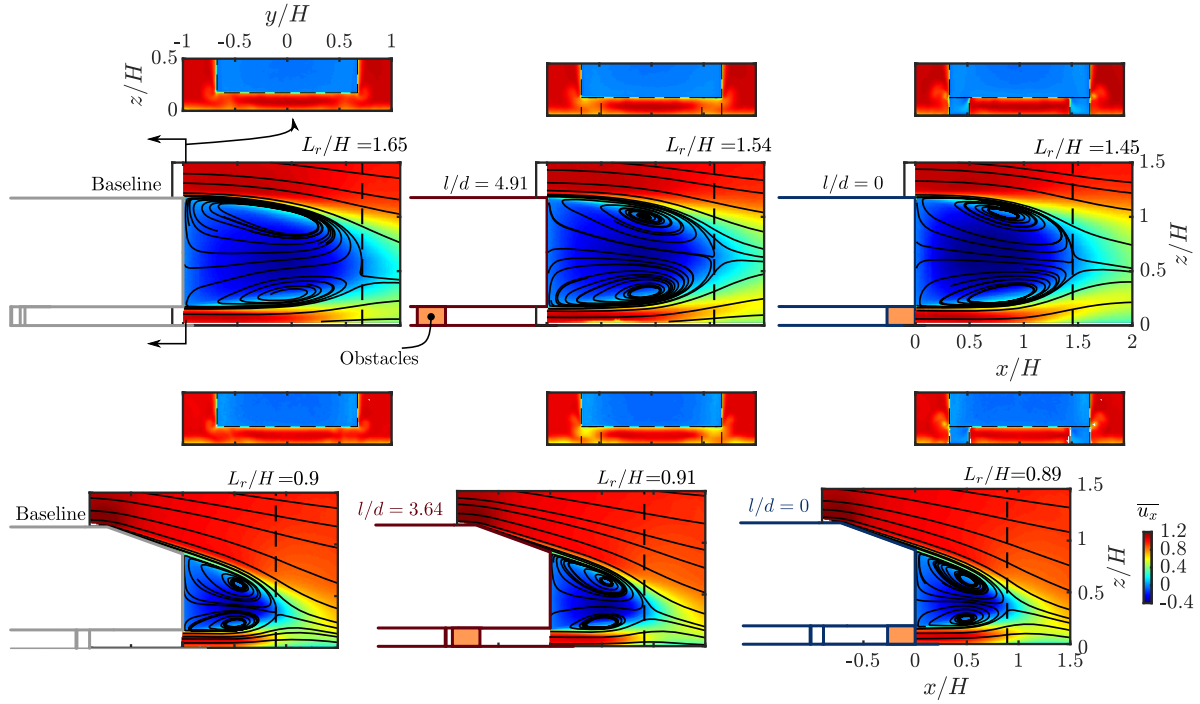 y/H
-1 -0.5 0 0.5 1
0.5
z/H
0
L_r/H =1.65
L_r/H =1.54
L_r/H =1.45
1.5
Baseline
l/d = 4.91
l/d = 0
1
z/H
0.5
0
Obstacles
0 0.5 1 1.5 2
x/H
L_r/H =0.9
L_r/H =0.91
L_r/H=0.89
1.5
Baseline
l/d = 3.64
l/d = 0
\overline{u_x}
1.2
0.8
0.4
0
-0.4
1
z/H
0.5
0
-0.5 0 0.5 1 1.5
x/H